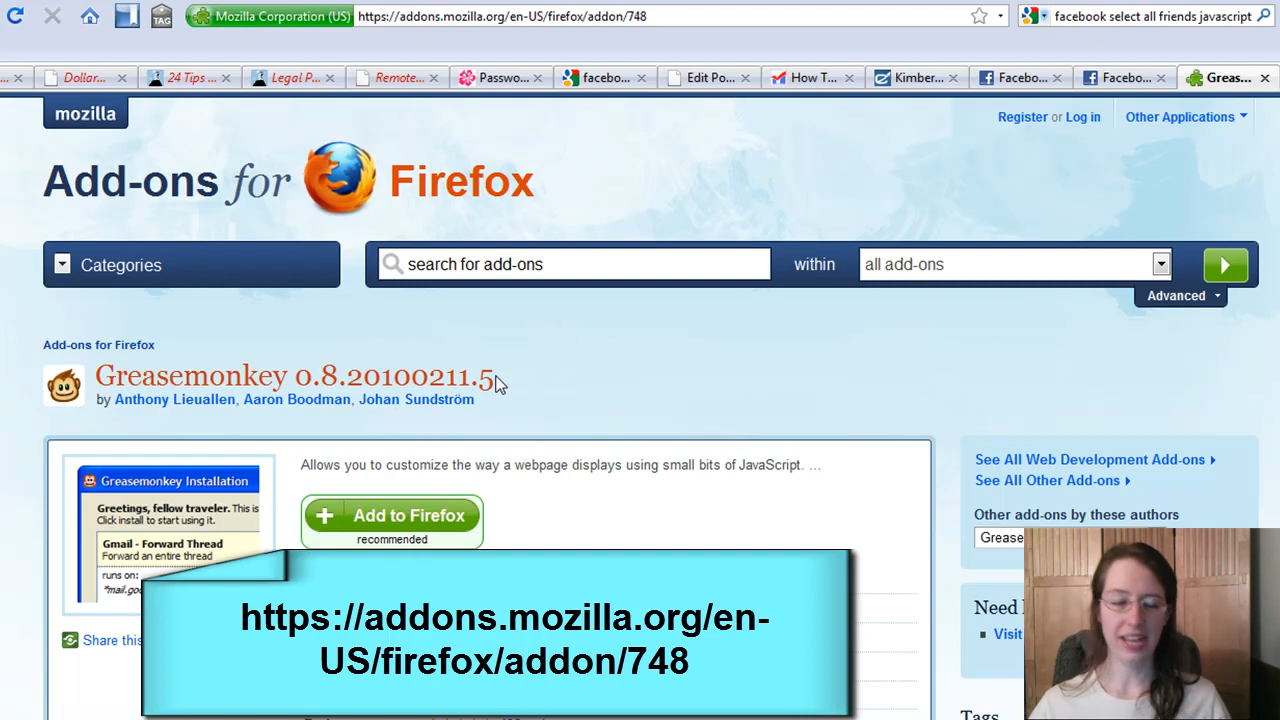 TAG
Mozilla Corporation (US)
https://addons.mozilla.org/en-US/firefox/addon/748
facebook select all friends javascript
Dollar...
24 Tips ...
Legal P...
Remote...
Passwo...
facebo...
Edit Po...
How T...
Kimber...
Facebo...
Facebo...
Greas...
mozilla
Register or Log in
Other Applications
Add-ons for Firefox
Categories
search for add-ons
within
all add-ons
Advanced
Add-ons for Firefox
Greasemonkey 0.8.20100211.5
by Anthony Lieuallen, Aaron Boodman, Johan Sundström
Greasemonkey Installation
Greetings, fellow traveler. This is
Click install to start using it.
Gmail - Forward Thread
Forward an entire thread
runs on:
Allows you to customize the way a webpage displays using small bits of JavaScript. ...
Add to Firefox
recommended
See All Web Development Add-ons
See All Other Add-ons
Other add-ons by these authors
Grease
Need
Visit
Tags
Share this
https://addons.mozilla.org/en-
US/firefox/addon/748